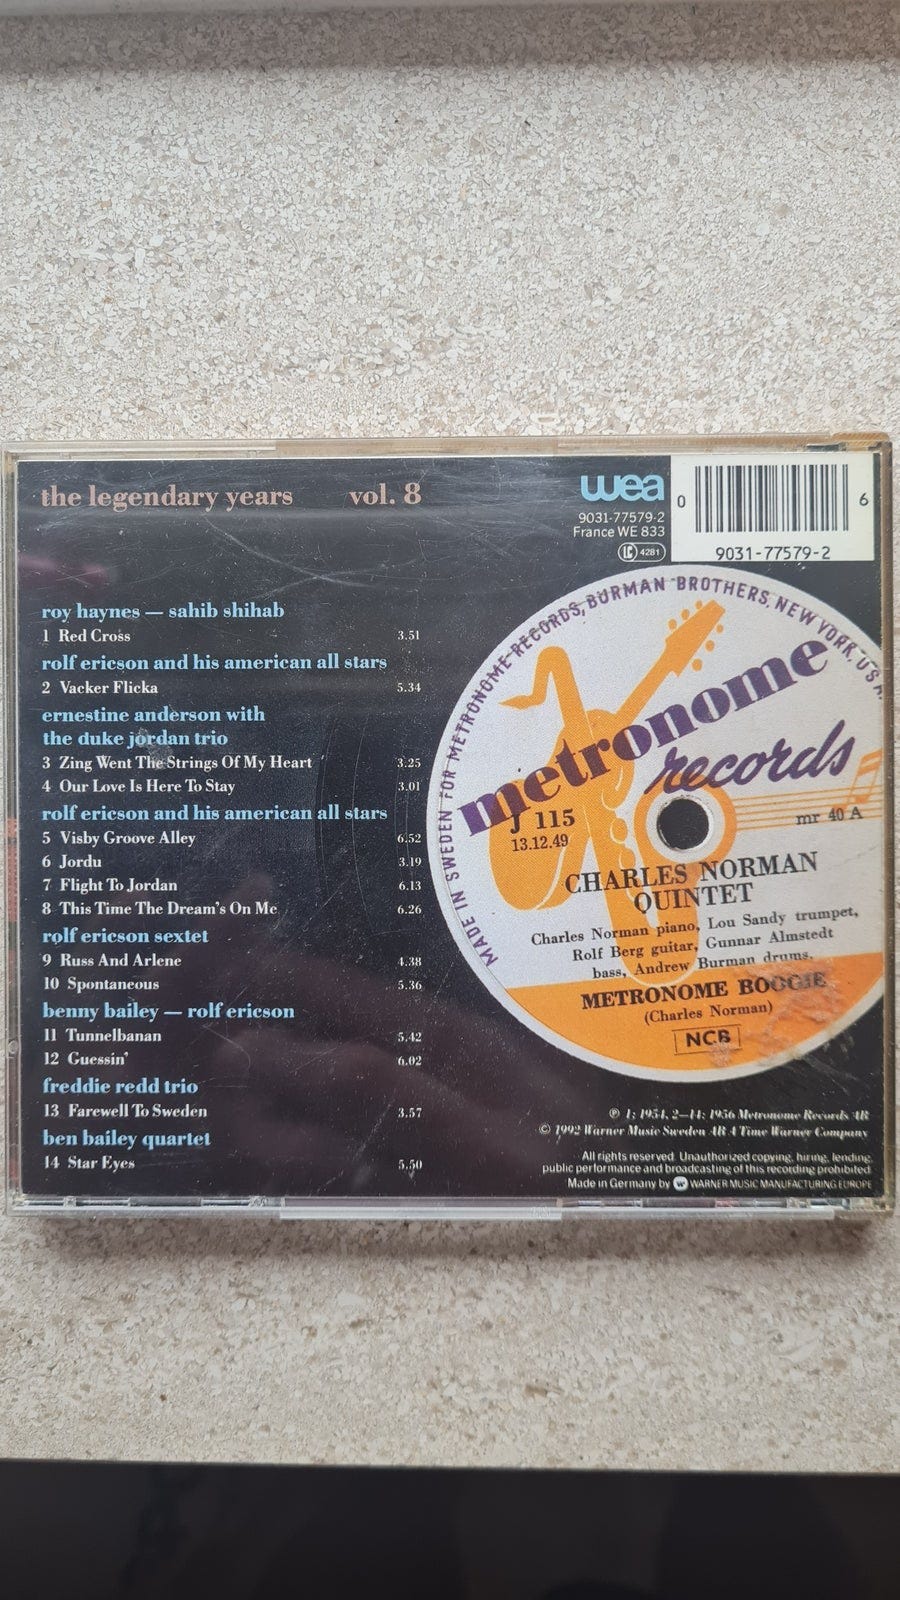 the legendary years vol. 8
wea
9031-77579-2
France WE 833
LC 4281
0 6
9031-77579-2
roy haynes — sahib shihab
1 Red Cross 3.51
rolf ericson and his american all stars
2 Vacker Flicka 5.34
ernestine anderson with
the duke jordan trio
3 Zing Went The Strings Of My Heart 3.25
4 Our Love Is Here To Stay 3.01
rolf ericson and his american all stars
5 Visby Groove Alley 6.52
6 Jordu 3.19
7 Flight To Jordan 6.13
8 This Time The Dream's On Me 6.26
rolf ericson sextet
9 Russ And Arlene 4.38
10 Spontaneous 5.36
benny bailey — rolf ericson
11 Tunnelbanan 5.42
12 Guessin' 6.02
freddie redd trio
13 Farewell To Sweden 3.57
ben bailey quartet
14 Star Eyes 5.50
MADE IN SWEDEN FOR METRONOME RECORDS, BURMAN BROTHERS, NEW YORK, U S A.
metronome
records
J 115
13.12.49
mr 40 A
CHARLES NORMAN
QUINTET
Charles Norman piano, Lou Sandy trumpet,
Rolf Berg guitar, Gunnar Almstedt
bass, Andrew Burman drums.
METRONOME BOOGIE
(Charles Norman)
NCB
℗ 1; 1954, 2—14; 1956 Metronome Records AB
© 1992 Warner Music Sweden AB A Time Warner Company
All rights reserved. Unauthorized copying, hiring, lending,
public performance and broadcasting of this recording prohibited.
Made in Germany by WARNER MUSIC MANUFACTURING EUROPE